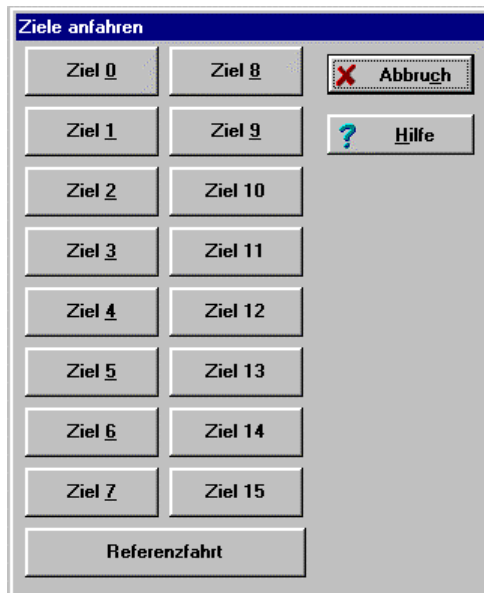 Ziele anfahren
Ziel 0
Ziel 8
Abbruch
Ziel 1
Ziel 9
? Hilfe
Ziel 2
Ziel 10
Ziel 3
Ziel 11
Ziel 4
Ziel 12
Ziel 5
Ziel 13
Ziel 6
Ziel 14
Ziel 7
Ziel 15
Referenzfahrt